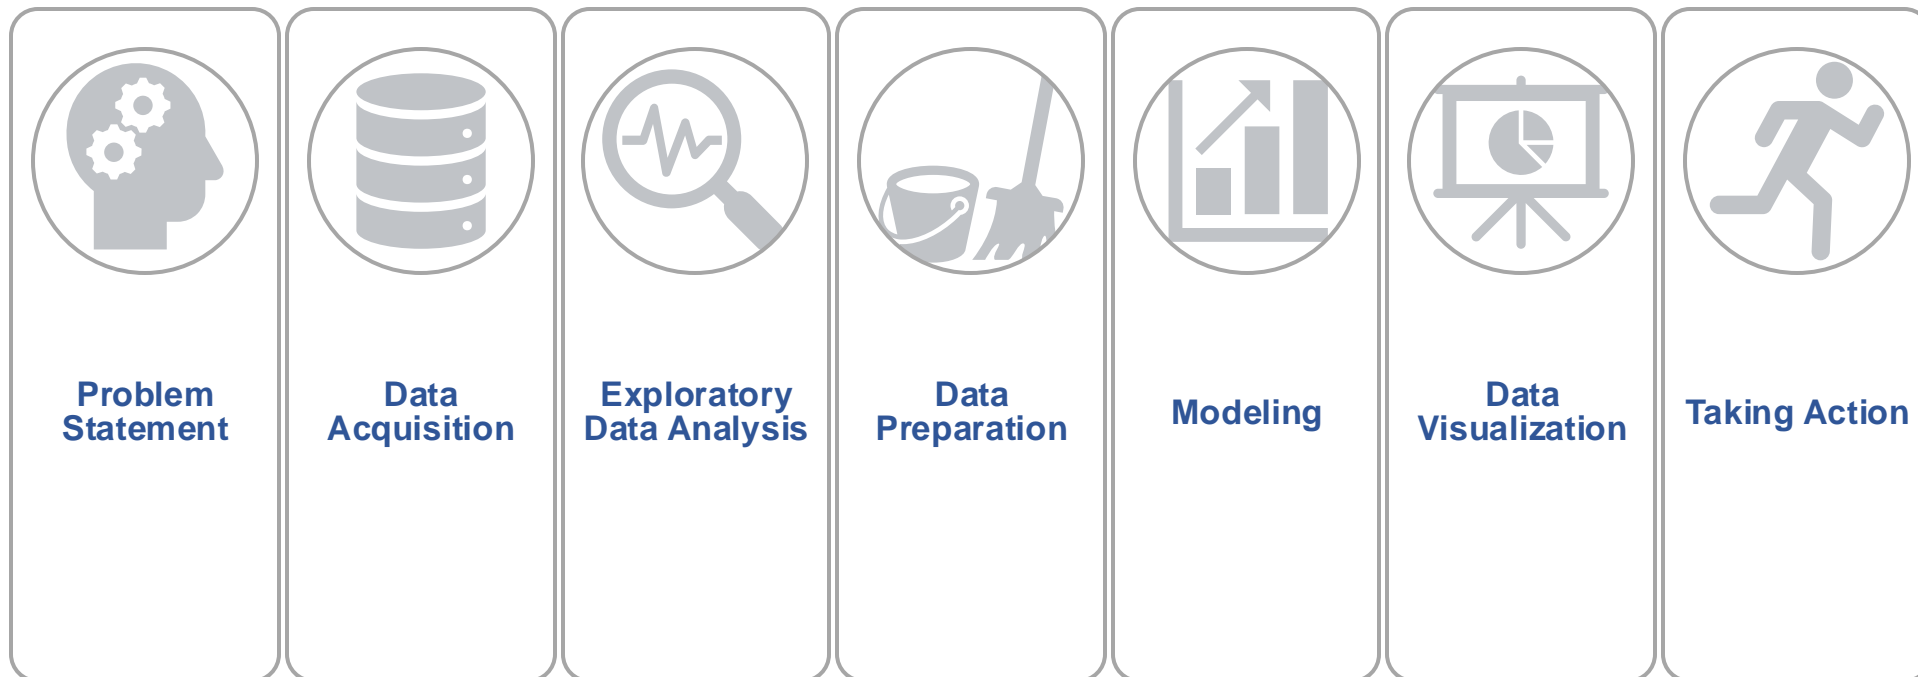 Problem
Statement
Data
Acquisition
Exploratory
Data Analysis
Data
Preparation
Modeling
Data
Visualization
Taking Action